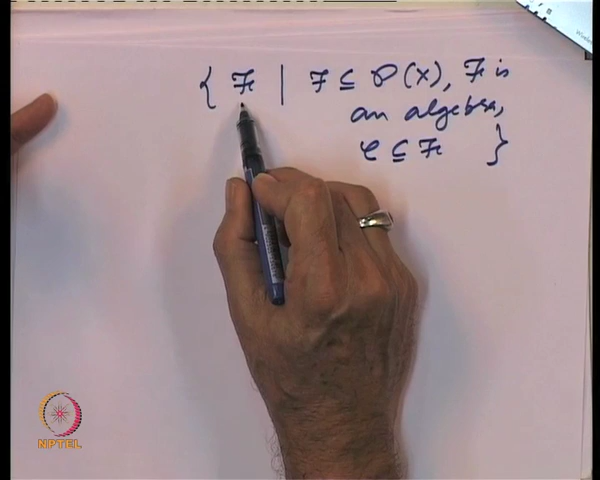 { ℱ | ℱ ⊆ 𝒫(X), ℱ is
an algebra,
𝒞 ⊆ ℱ }
NPTEL